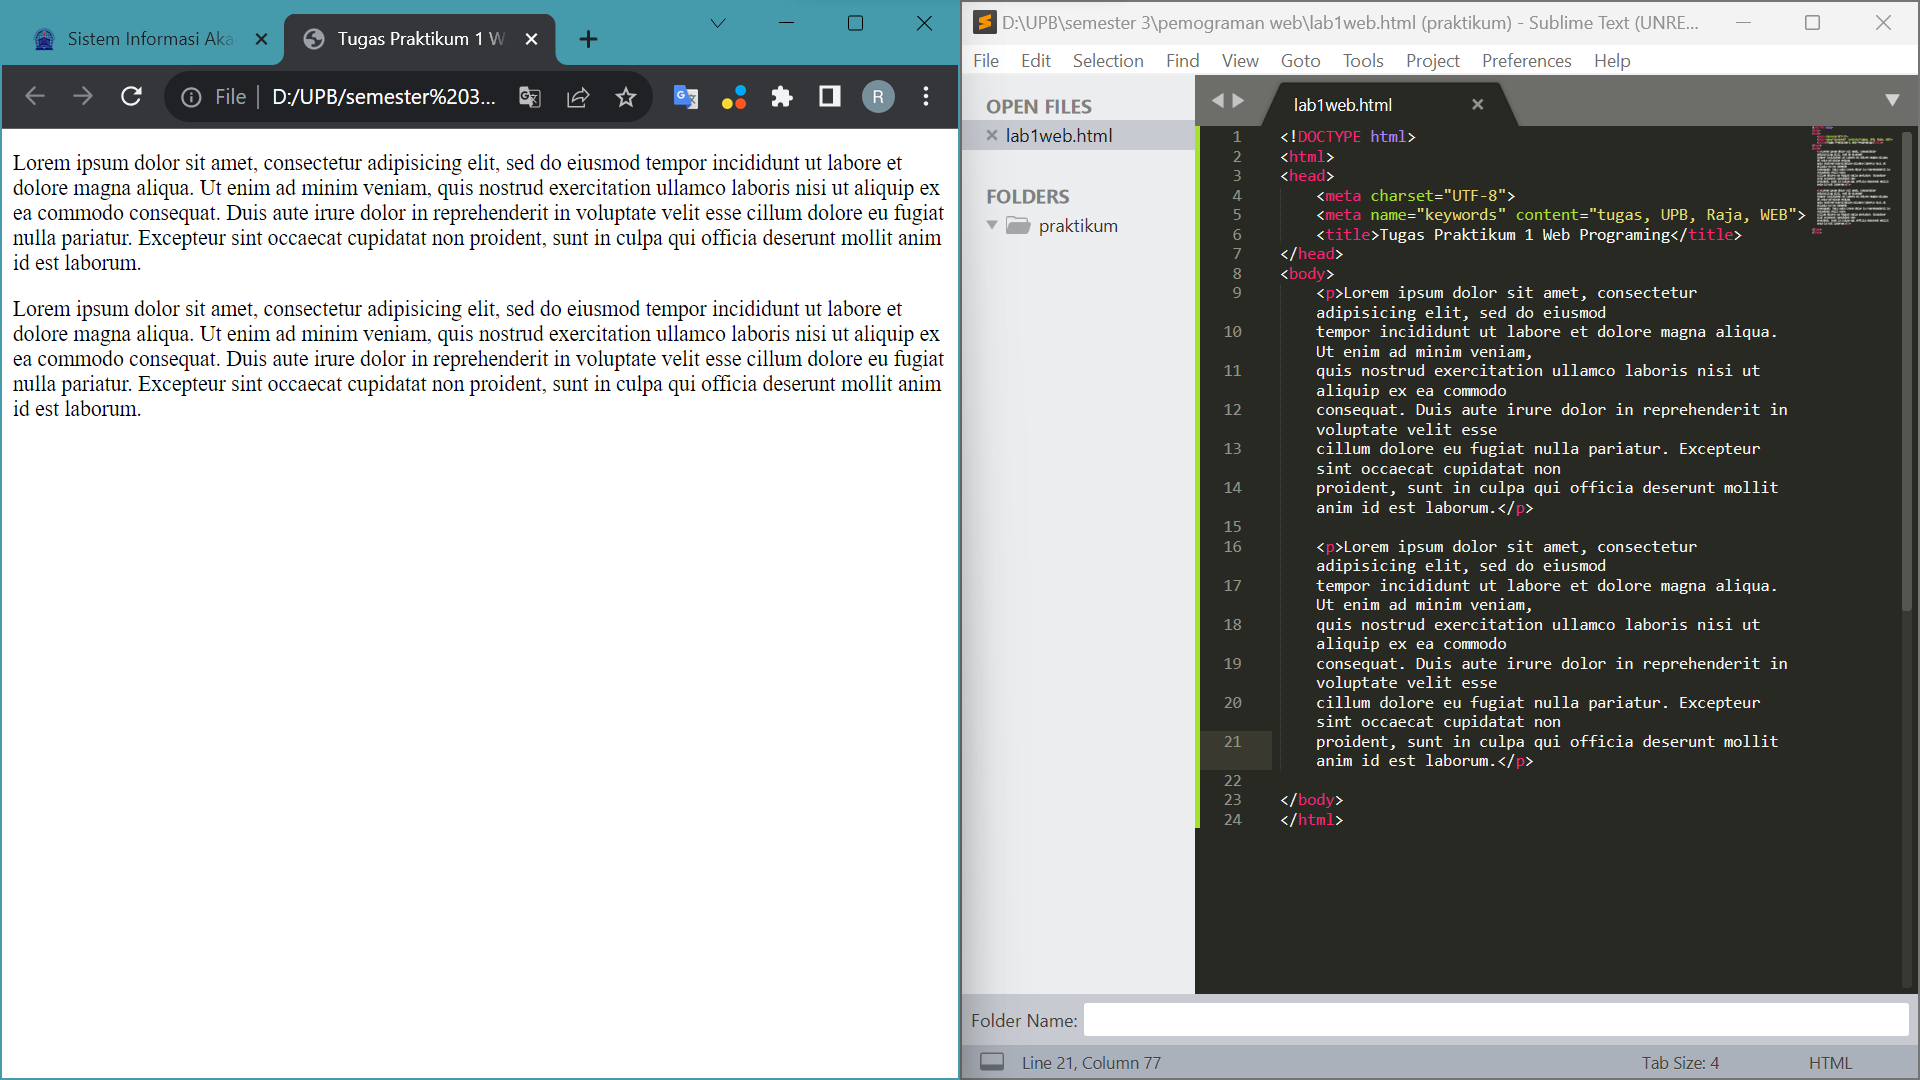 Sistem Informasi Aka
Tugas Praktikum 1 W
File
D:/UPB/semester%203...
R
Lorem ipsum dolor sit amet, consectetur adipisicing elit, sed do eiusmod tempor incididunt ut labore et
dolore magna aliqua. Ut enim ad minim veniam, quis nostrud exercitation ullamco laboris nisi ut aliquip ex
ea commodo consequat. Duis aute irure dolor in reprehenderit in voluptate velit esse cillum dolore eu fugiat
nulla pariatur. Excepteur sint occaecat cupidatat non proident, sunt in culpa qui officia deserunt mollit anim
id est laborum.
Lorem ipsum dolor sit amet, consectetur adipisicing elit, sed do eiusmod tempor incididunt ut labore et
dolore magna aliqua. Ut enim ad minim veniam, quis nostrud exercitation ullamco laboris nisi ut aliquip ex
ea commodo consequat. Duis aute irure dolor in reprehenderit in voluptate velit esse cillum dolore eu fugiat
nulla pariatur. Excepteur sint occaecat cupidatat non proident, sunt in culpa qui officia deserunt mollit anim
id est laborum.
D:\UPB\semester 3\pemograman web\lab1web.html (praktikum) - Sublime Text (UNRE...
File Edit Selection Find View Goto Tools Project Preferences Help
OPEN FILES
lab1web.html
FOLDERS
praktikum
lab1web.html
1 <!DOCTYPE html>
2 <html>
3 <head>
4 <meta charset="UTF-8">
5 <meta name="keywords" content="tugas, UPB, Raja, WEB">
6 <title>Tugas Praktikum 1 Web Programing</title>
7 </head>
8 <body>
9 <p>Lorem ipsum dolor sit amet, consectetur
adipisicing elit, sed do eiusmod
10 tempor incididunt ut labore et dolore magna aliqua.
Ut enim ad minim veniam,
11 quis nostrud exercitation ullamco laboris nisi ut
aliquip ex ea commodo
12 consequat. Duis aute irure dolor in reprehenderit in
voluptate velit esse
13 cillum dolore eu fugiat nulla pariatur. Excepteur
sint occaecat cupidatat non
14 proident, sunt in culpa qui officia deserunt mollit
anim id est laborum.</p>
15
16 <p>Lorem ipsum dolor sit amet, consectetur
adipisicing elit, sed do eiusmod
17 tempor incididunt ut labore et dolore magna aliqua.
Ut enim ad minim veniam,
18 quis nostrud exercitation ullamco laboris nisi ut
aliquip ex ea commodo
19 consequat. Duis aute irure dolor in reprehenderit in
voluptate velit esse
20 cillum dolore eu fugiat nulla pariatur. Excepteur
sint occaecat cupidatat non
21 proident, sunt in culpa qui officia deserunt mollit
anim id est laborum.</p>
22
23 </body>
24 </html>
Folder Name:
Line 21, Column 77
Tab Size: 4
HTML